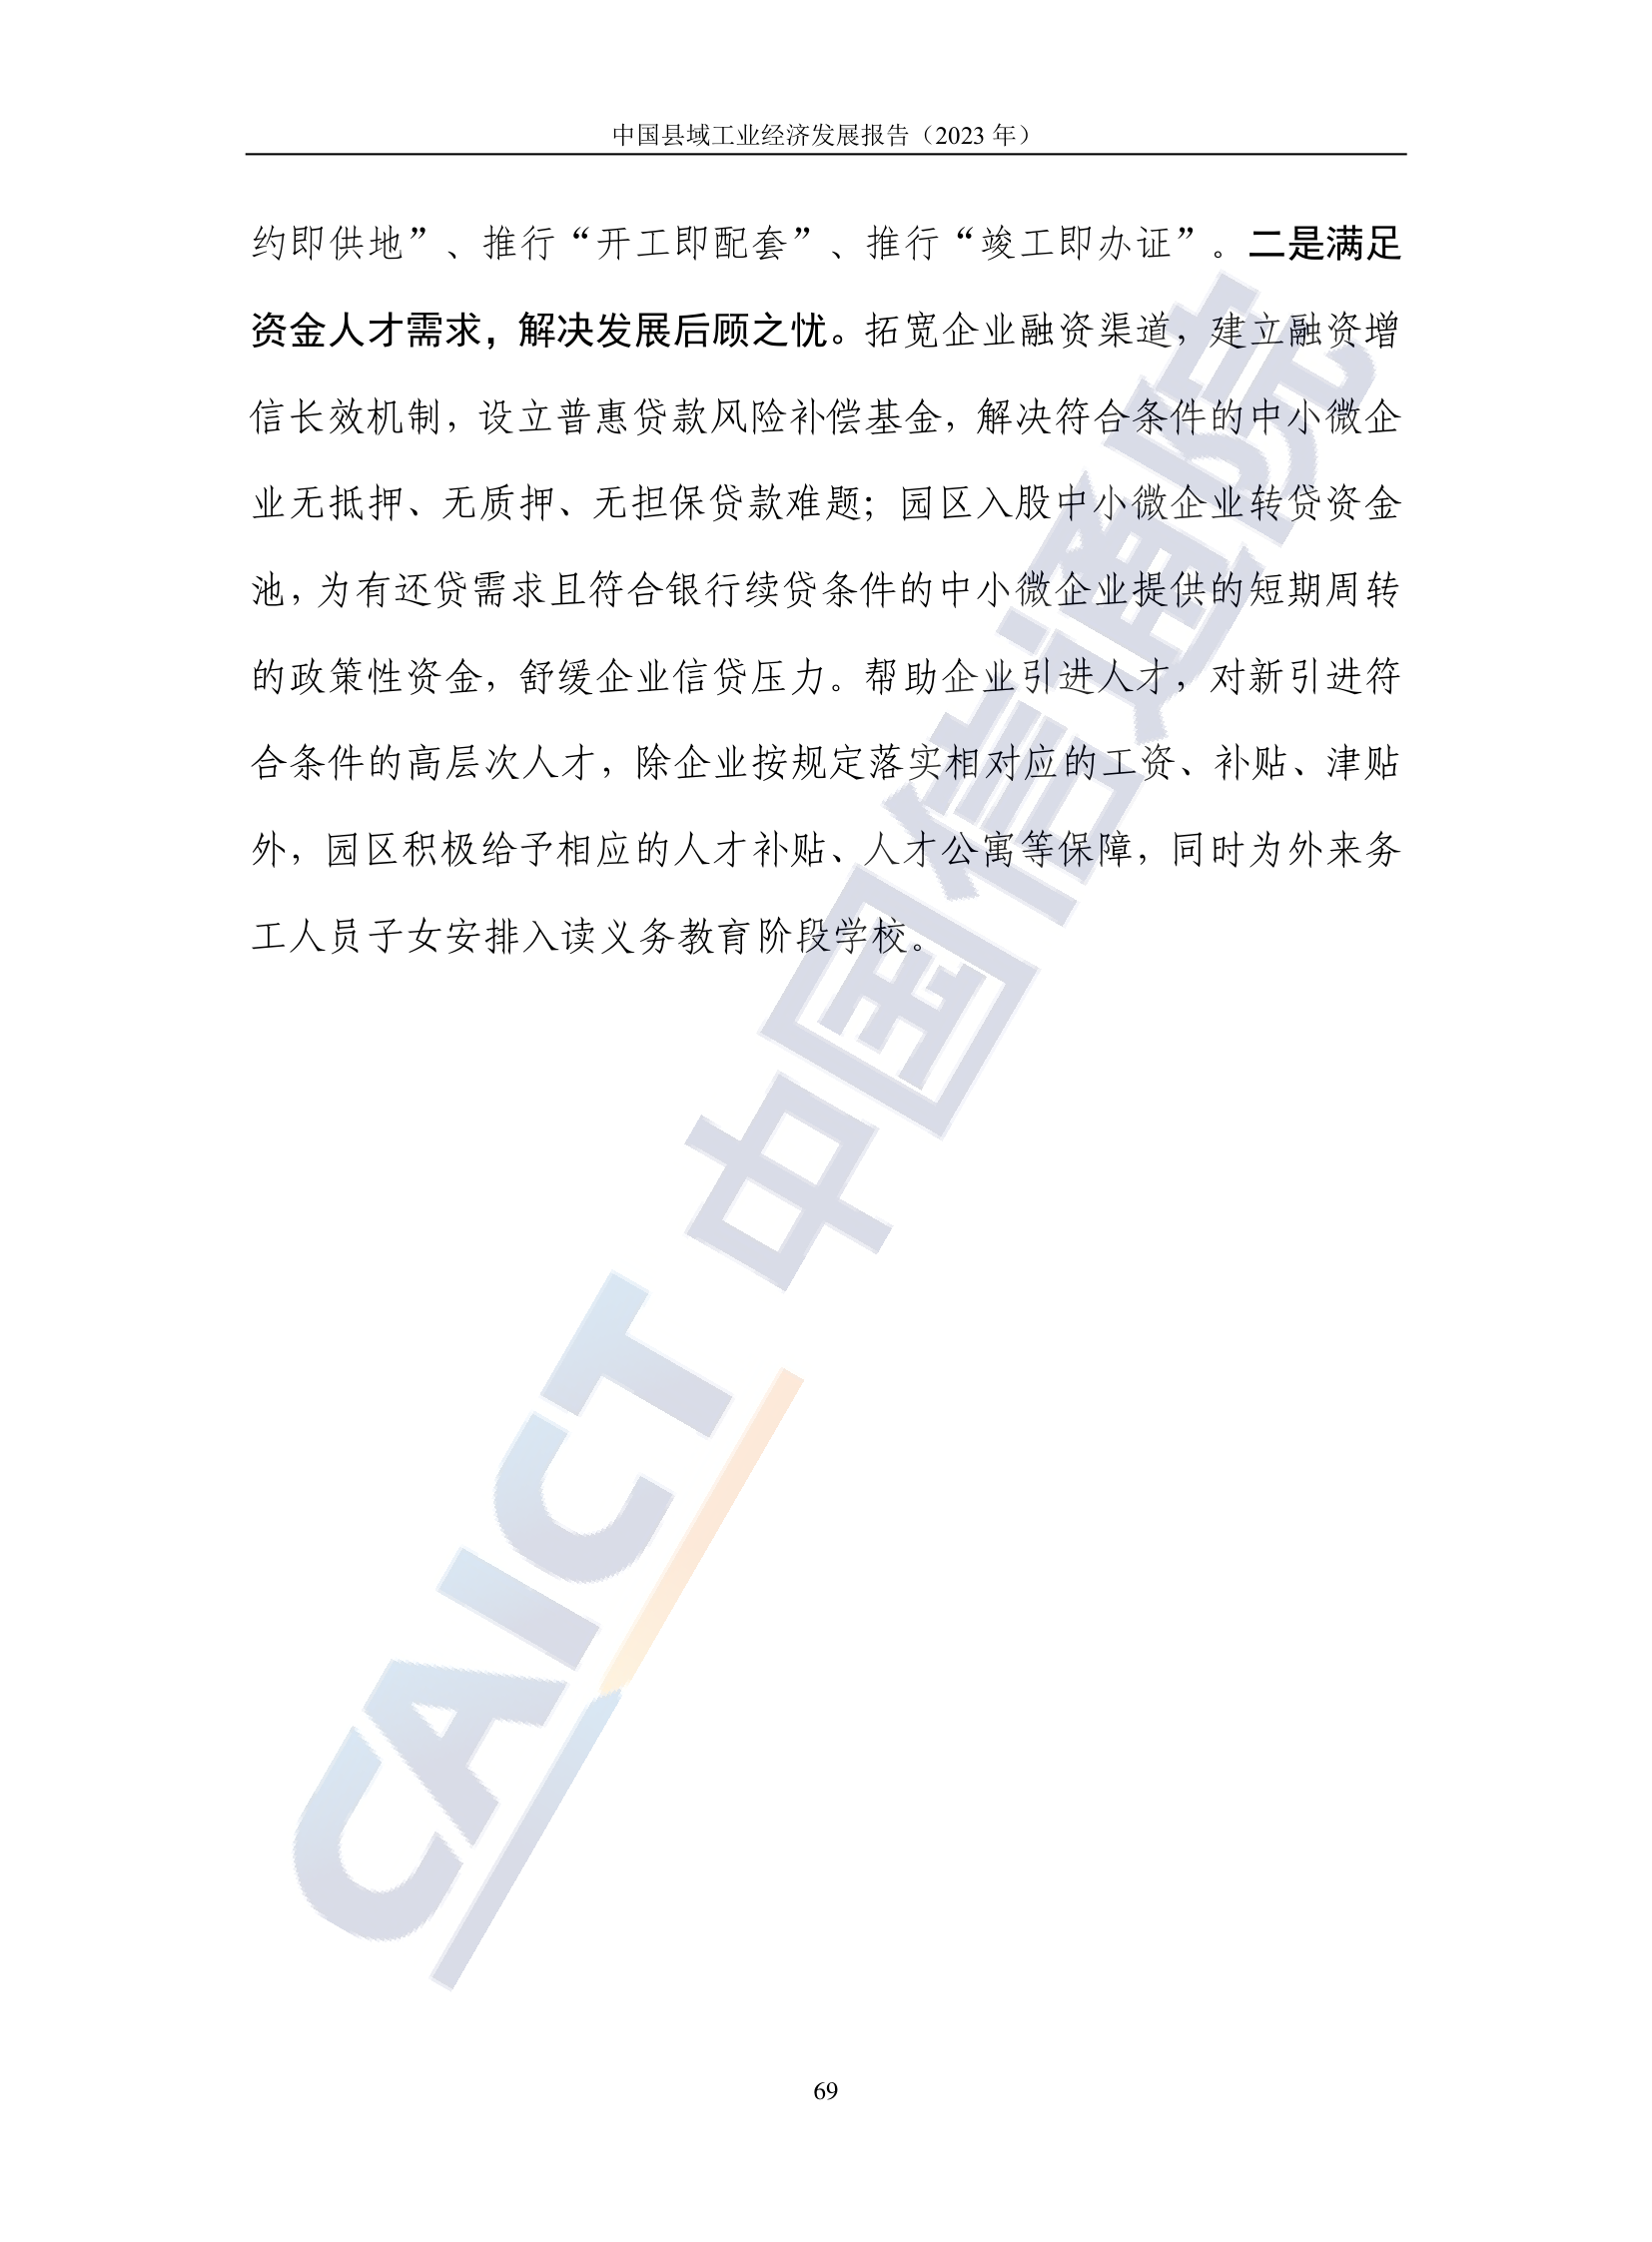 中国县域工业经济发展报告（2023 年）
约即供地”、推行“开工即配套”、推行“竣工即办证”。二是满足
资金人才需求，解决发展后顾之忧。拓宽企业融资渠道，建立融资增
信长效机制，设立普惠贷款风险补偿基金，解决符合条件的中小微企
业无抵押、无质押、无担保贷款难题；园区入股中小微企业转贷资金
池，为有还贷需求且符合银行续贷条件的中小微企业提供的短期周转
的政策性资金，舒缓企业信贷压力。帮助企业引进人才，对新引进符
合条件的高层次人才，除企业按规定落实相对应的工资、补贴、津贴
外，园区积极给予相应的人才补贴、人才公寓等保障，同时为外来务
工人员子女安排入读义务教育阶段学校。
CAICT 中国信通院
69